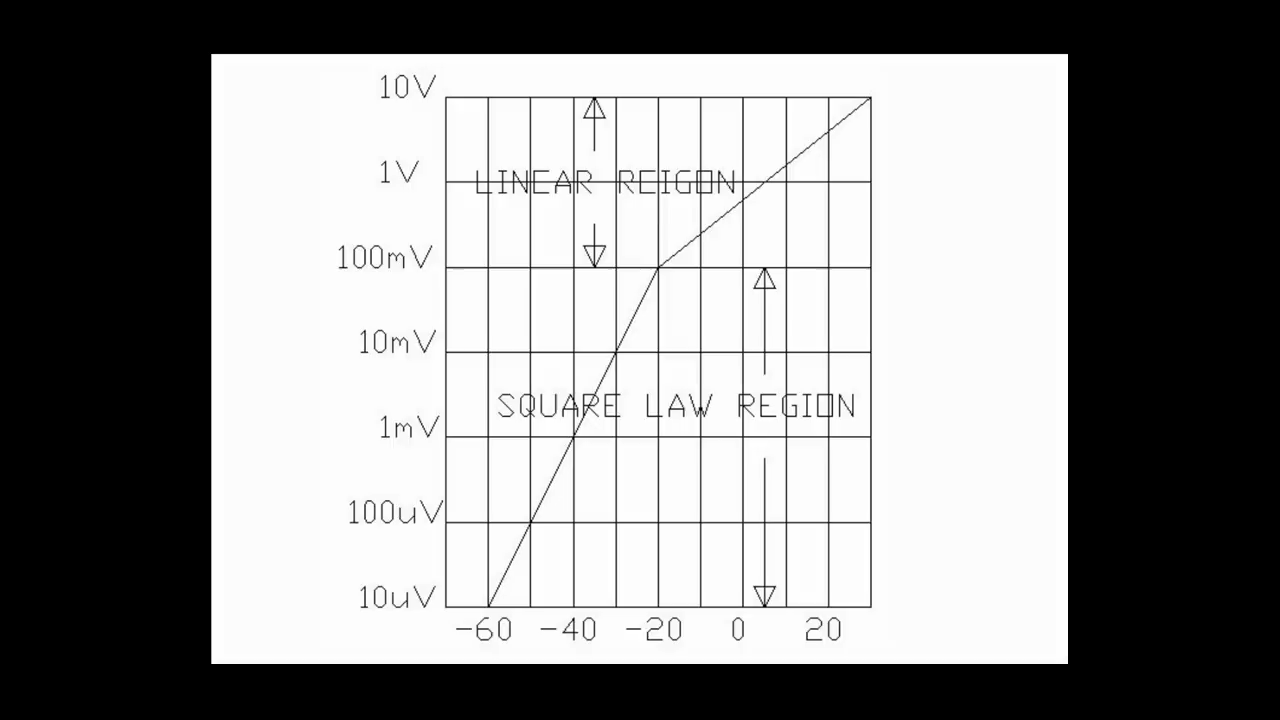 10V
1V
LINEAR REIGON
100mV
10mV
SQUARE LAW REGION
1mV
100uV
10uV
-60 -40 -20 0 20